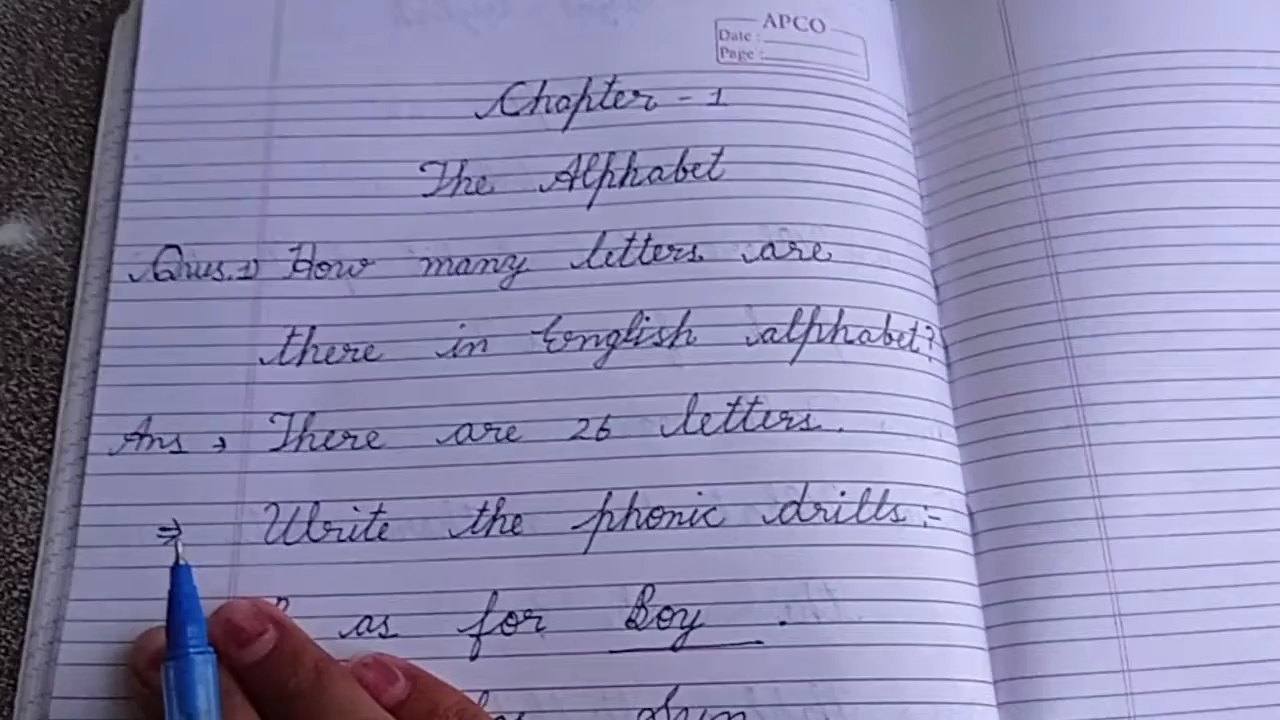 APCO
Date :
Page :
Chapter - 1
The Alphabet
Ques.1) How many letters are
there in English alphabet?
Ans → There are 26 letters.
⇒ Write the phonic drills:-
as for Boy .